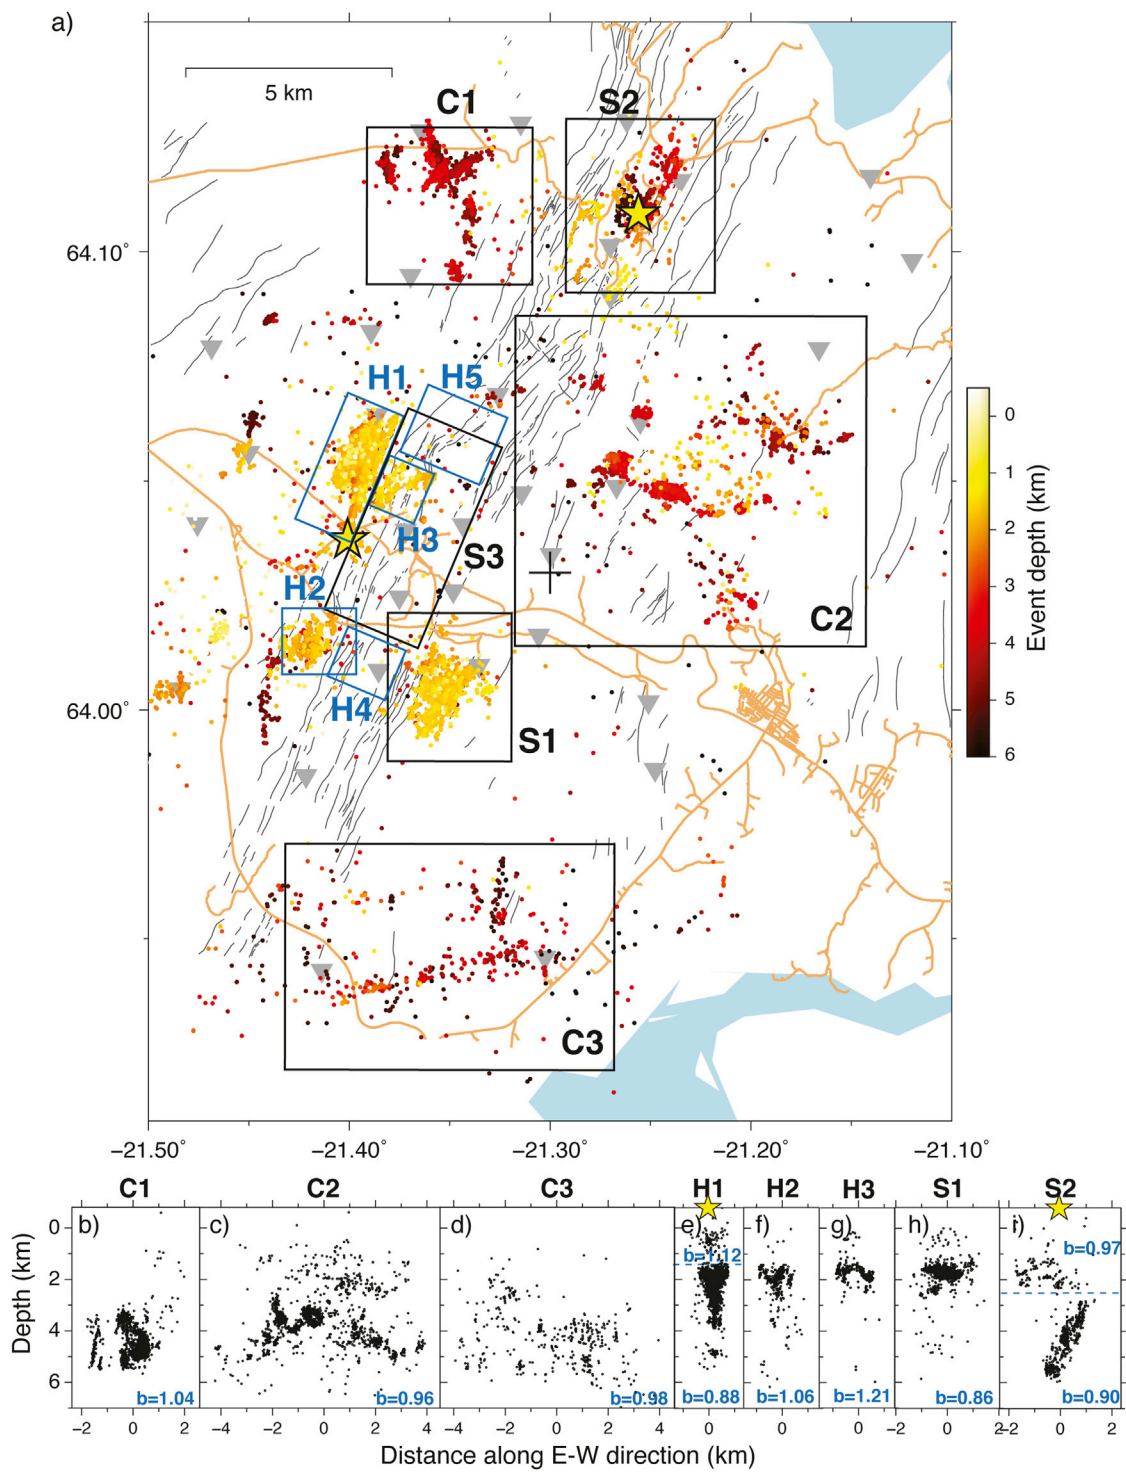 a)
5 km
C1
S2
64.10°
H1
H5
H3
S3
H2
C2
64.00°
H4
S1
C3
0
1
2
3
4
5
6
Event depth (km)
−21.50°
−21.40°
−21.30°
−21.20°
−21.10°
C1
C2
C3
H1
H2
H3
S1
S2
b)
c)
d)
e)
f)
g)
h)
i)
b=1.12
b=0.97
0
2
4
6
Depth (km)
b=1.04
b=0.96
b=0.98
b=0.88
b=1.06
b=1.21
b=0.86
b=0.90
−2 0 2
−4 −2 0 2 4
−4 −2 0 2 4
0
0
0
−2 0 2
−2 0 2
Distance along E-W direction (km)